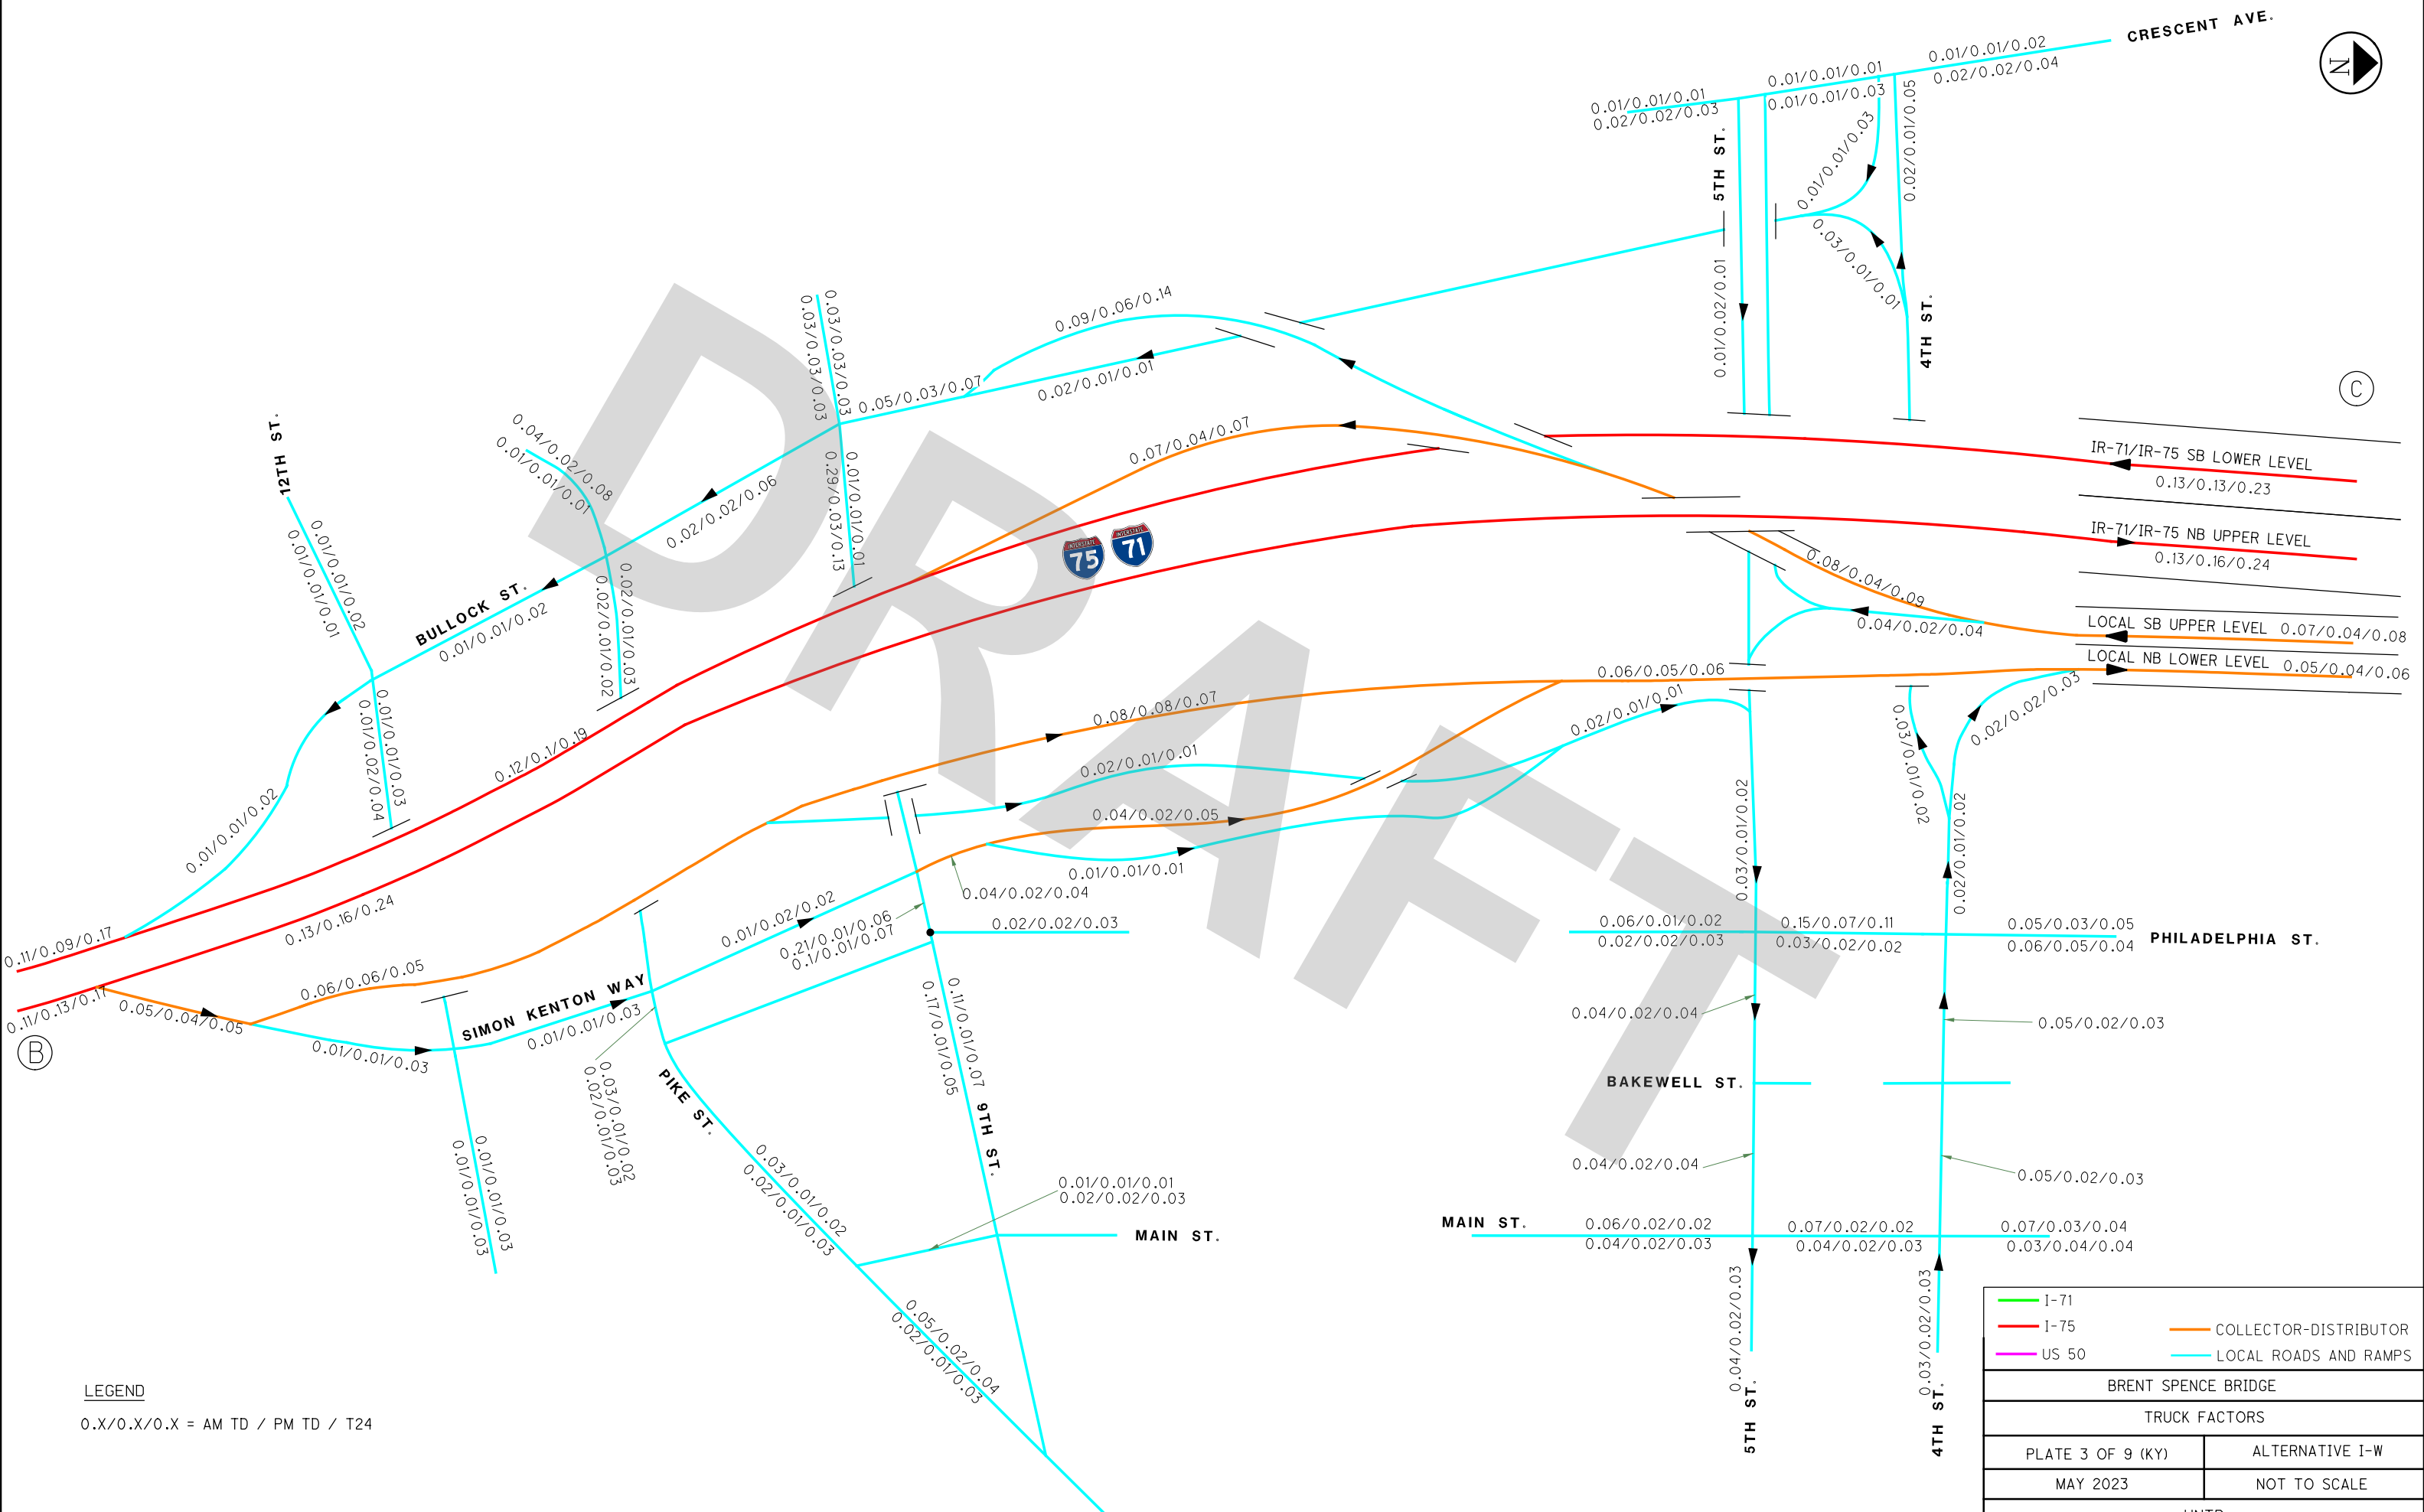 CRESCENT AVE.
0.01/0.01/0.02
0.02/0.02/0.04
0.01/0.01/0.01
0.01/0.01/0.03
0.01/0.01/0.01
0.02/0.02/0.03
N
5TH ST.
0.01/0.01/0.03
0.02/0.01/0.05
0.03/0.01/0.01
0.01/0.02/0.01
4TH ST.
C
0.09/0.06/0.14
0.02/0.01/0.01
0.05/0.03/0.07
0.03/0.03/0.03
0.03/0.03/0.03
0.07/0.04/0.07
IR-71/IR-75 SB LOWER LEVEL
0.13/0.13/0.23
IR-71/IR-75 NB UPPER LEVEL
0.13/0.16/0.24
LOCAL SB UPPER LEVEL 0.07/0.04/0.08
LOCAL NB LOWER LEVEL 0.05/0.04/0.06
12TH ST.
0.04/0.02/0.08
0.01/0.01/0.01
0.01/0.01/0.01
0.29/0.03/0.13
0.02/0.02/0.06
0.01/0.01/0.02
0.01/0.01/0.01
INTERSTATE
75
INTERSTATE
71
0.08/0.04/0.09
0.04/0.02/0.04
BULLOCK ST.
0.01/0.01/0.02
0.02/0.01/0.03
0.02/0.01/0.02
0.06/0.05/0.06
0.01/0.01/0.03
0.01/0.02/0.04
0.12/0.1/0.19
0.08/0.08/0.07
0.02/0.01/0.01
0.02/0.01/0.01
0.02/0.02/0.03
0.03/0.01/0.02
0.01/0.01/0.02
0.04/0.02/0.05
0.01/0.01/0.01
0.04/0.02/0.04
0.03/0.01/0.02
0.02/0.01/0.02
0.11/0.09/0.17
0.13/0.16/0.24
0.01/0.02/0.02
0.21/0.01/0.06
0.1/0.01/0.07
0.02/0.02/0.03
0.06/0.01/0.02
0.02/0.02/0.03
0.15/0.07/0.11
0.03/0.02/0.02
0.05/0.03/0.05
0.06/0.05/0.04
PHILADELPHIA ST.
0.11/0.13/0.17
0.05/0.04/0.05
0.06/0.06/0.05
SIMON KENTON WAY
0.01/0.01/0.03
0.01/0.01/0.03
B
0.11/0.01/0.07
0.17/0.01/0.05
9TH ST.
0.04/0.02/0.04
0.05/0.02/0.03
0.03/0.01/0.02
0.02/0.01/0.03
PIKE ST.
BAKEWELL ST.
0.01/0.01/0.03
0.01/0.01/0.03
0.03/0.01/0.02
0.02/0.01/0.03
0.01/0.01/0.01
0.02/0.02/0.03
MAIN ST.
0.04/0.02/0.04
0.05/0.02/0.03
MAIN ST.
0.06/0.02/0.02
0.04/0.02/0.03
0.07/0.02/0.02
0.04/0.02/0.03
0.07/0.03/0.04
0.03/0.04/0.04
0.05/0.02/0.04
0.02/0.01/0.03
0.04/0.02/0.03
5TH ST.
0.03/0.02/0.03
4TH ST.
DRAFT
LEGEND
0.X/0.X/0.X = AM TD / PM TD / T24
I-71
I-75
COLLECTOR-DISTRIBUTOR
US 50
LOCAL ROADS AND RAMPS
BRENT SPENCE BRIDGE
TRUCK FACTORS
PLATE 3 OF 9 (KY)
ALTERNATIVE I-W
MAY 2023
NOT TO SCALE